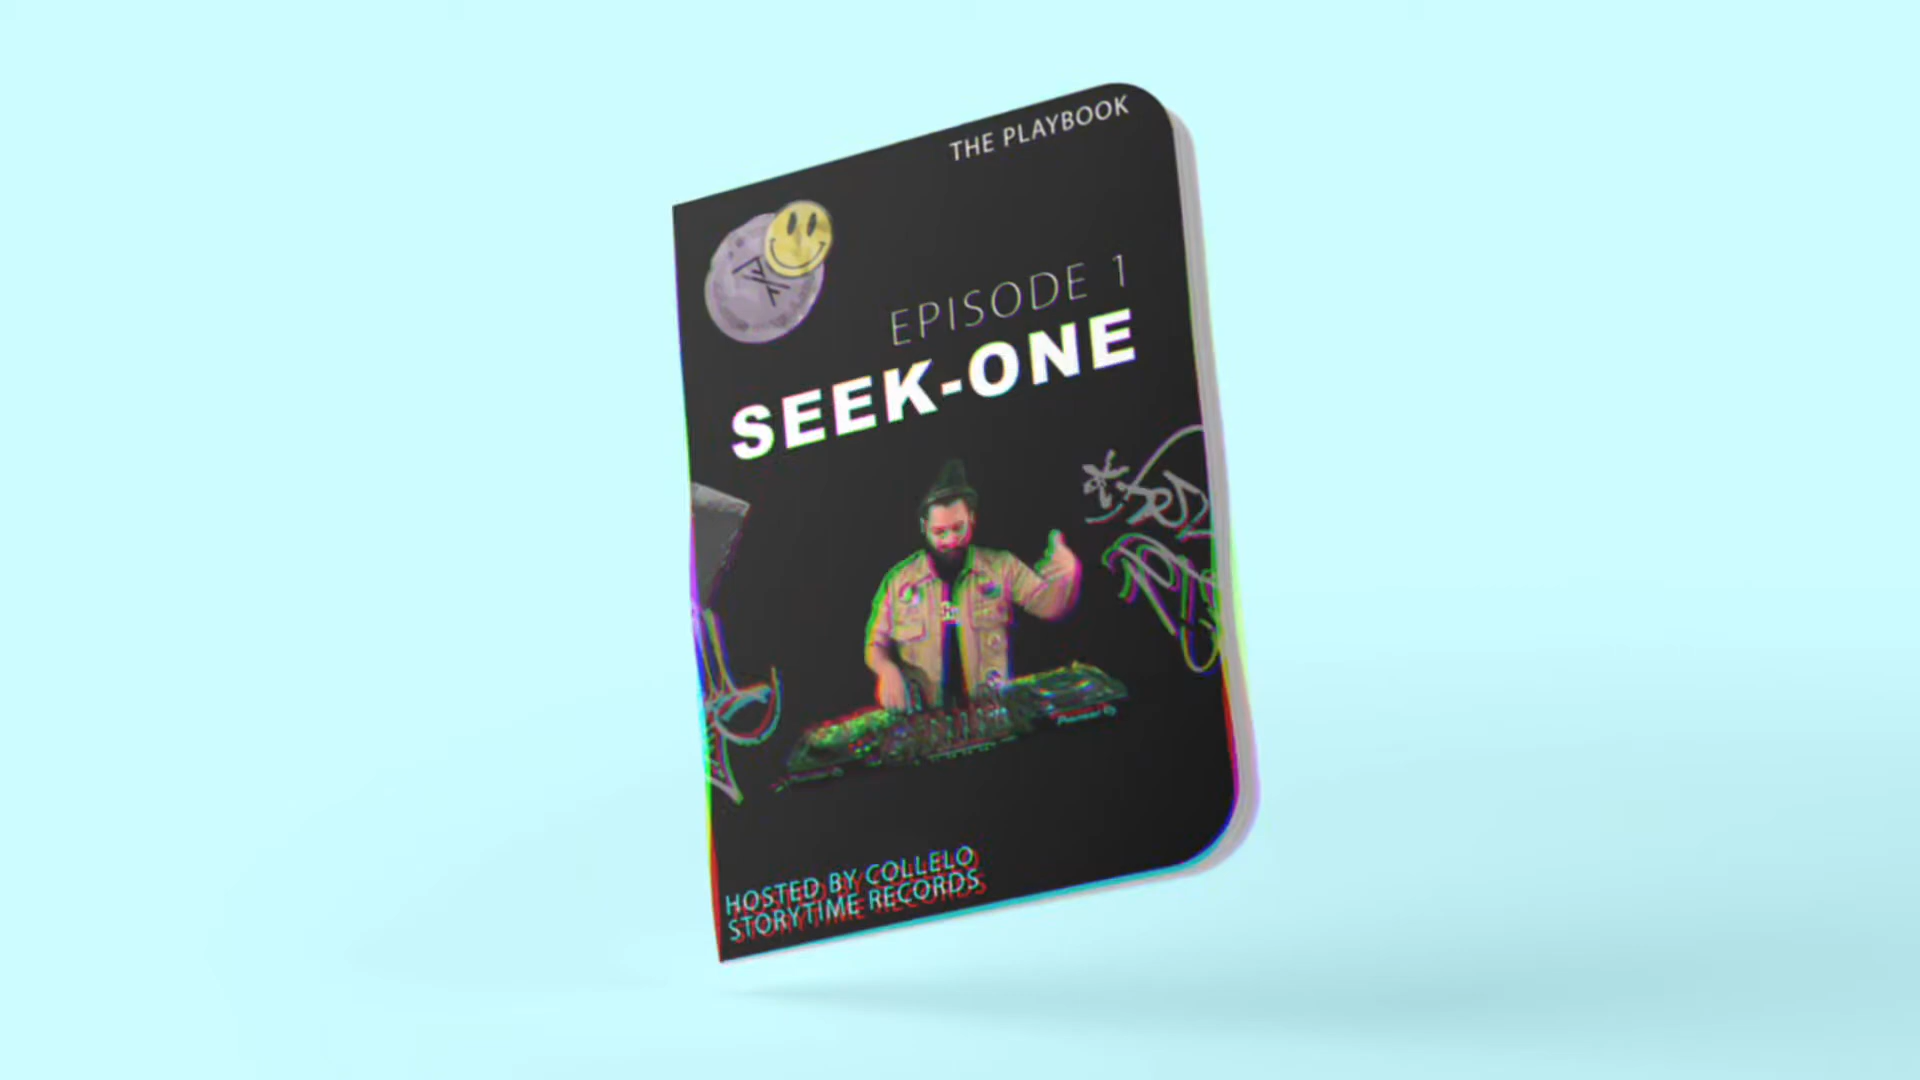 THE PLAYBOOK
EPISODE 1
SEEK-ONE
HOSTED BY COLLELO
STORYTIME RECORDS